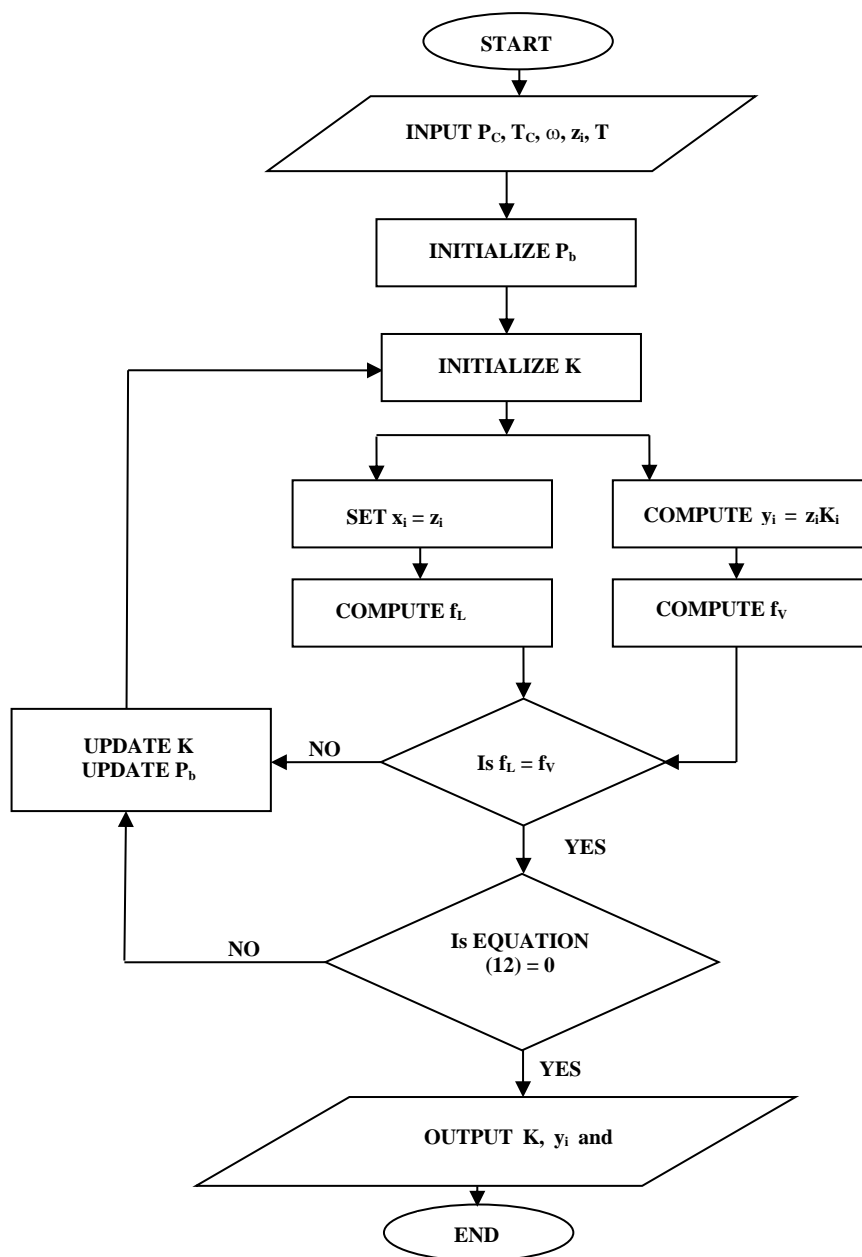 START
INPUT P_C, T_C, ω, z_i, T
INITIALIZE P_b
INITIALIZE K
SET x_i = z_i
COMPUTE y_i = z_iK_i
COMPUTE f_L
COMPUTE f_V
UPDATE K
UPDATE P_b
NO
Is f_L = f_V
YES
NO
Is EQUATION
(12) = 0
YES
OUTPUT K, y_i and
END